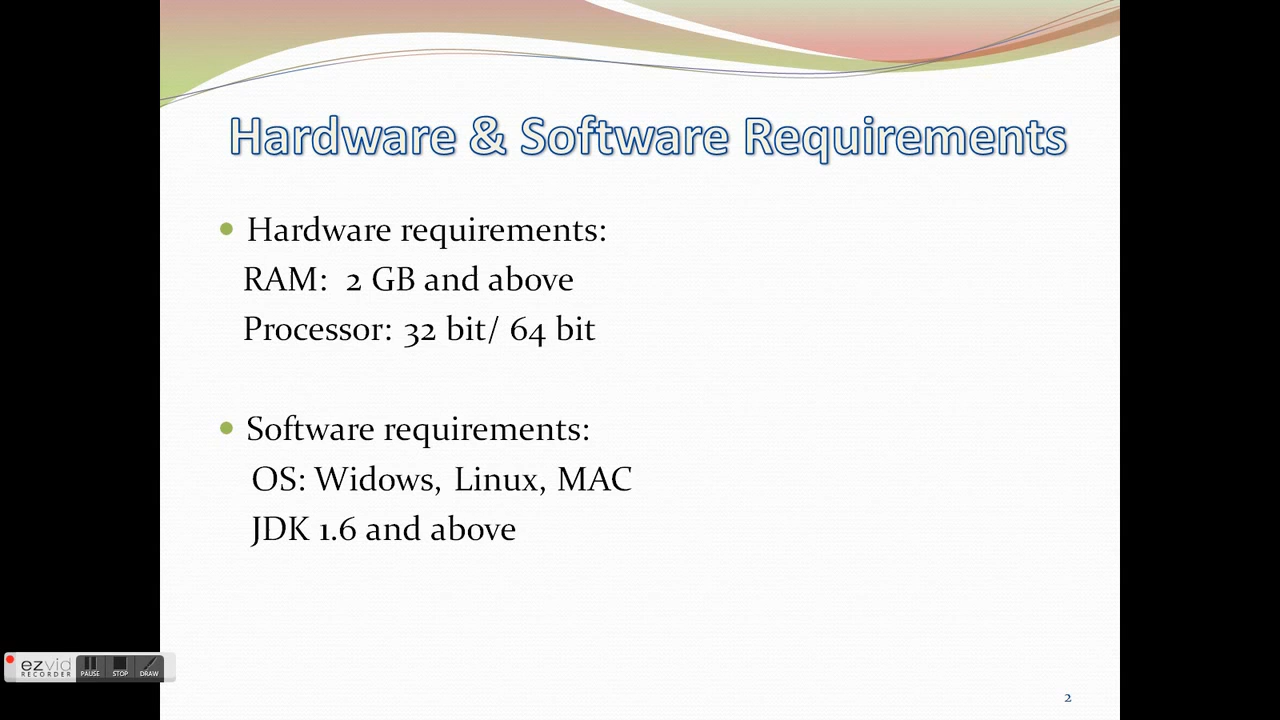 Hardware & Software Requirements
Hardware requirements:
RAM: 2 GB and above
Processor: 32 bit/ 64 bit
Software requirements:
OS: Widows, Linux, MAC
JDK 1.6 and above
ezvid
RECORDER
PAUSE STOP DRAW
2